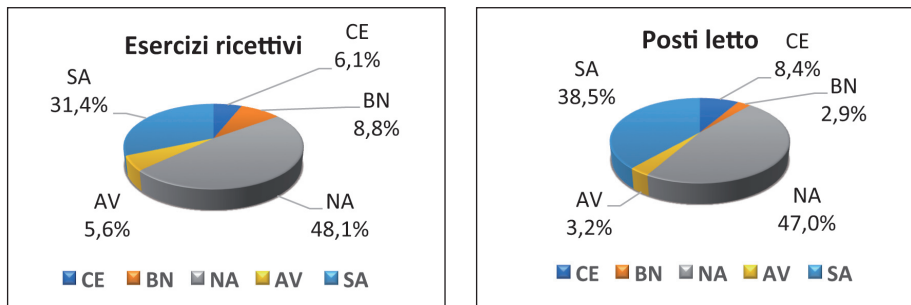 Esercizi ricettivi
CE
6,1%
BN
8,8%
NA
48,1%
AV
5,6%
SA
31,4%
CE BN NA AV SA
Posti letto
CE
8,4%
BN
2,9%
NA
47,0%
AV
3,2%
SA
38,5%
CE BN NA AV SA